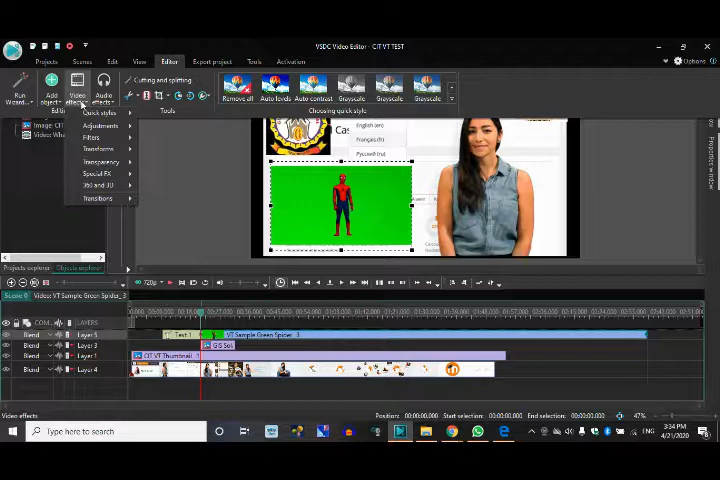 VSDC Video Editor - CIT VT TEST
Projects Scenes Edit View Editor Export project Tools Activation
Options
Run Wizard...
Add object
Video effects
Audio effects
Cutting and splitting
Tools
Remove all
Auto levels
Auto contrast
Grayscale
Grayscale
Grayscale
Choosing quick style
Quick styles
Adjustments
Filters
Transforms
Transparency
Special FX
360 and 3D
Transitions
Image: CIT
Video: Wha
English (en)
Français (fr)
Русский (ru)
Properties window
Projects explorer
Objects explorer
720p
Scene 0
Video: VT Sample Green Spider_3
COM...
LAYERS
Blend Layer 5
Text 1
VT Sample Green Spider _3
Blend Layer 3
Blend Layer 1
CIT VT Thumbnail _1
Blend Layer 4
Video effects
Position: 00:00:00.000
Start selection: 00:00:00.000
End selection: 00:00:00.000
47%
Type here to search
ENG
3:34 PM
4/21/2020